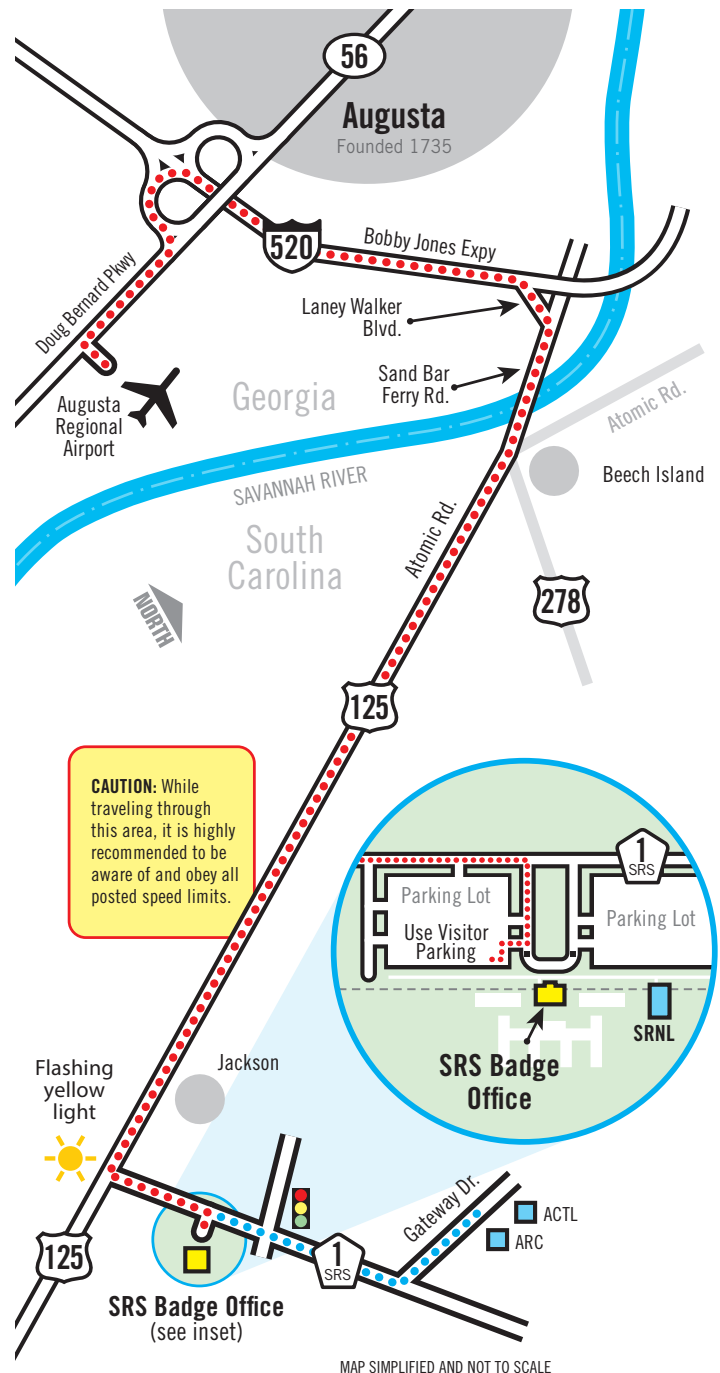 56
Augusta
Founded 1735
520
Bobby Jones Expy
Doug Bernard Pkwy
Laney Walker
Blvd.
Sand Bar
Ferry Rd.
Augusta
Regional
Airport
Georgia
Atomic Rd.
Beech Island
SAVANNAH RIVER
South
Carolina
Atomic Rd.
278
NORTH
125
CAUTION: While
traveling through
this area, it is highly
recommended to be
aware of and obey all
posted speed limits.
1
SRS
Parking Lot
Parking Lot
Use Visitor
Parking
SRNL
SRS Badge
Office
Jackson
Flashing
yellow
light
Gateway Dr.
ACTL
ARC
125
1
SRS
SRS Badge Office
(see inset)
MAP SIMPLIFIED AND NOT TO SCALE